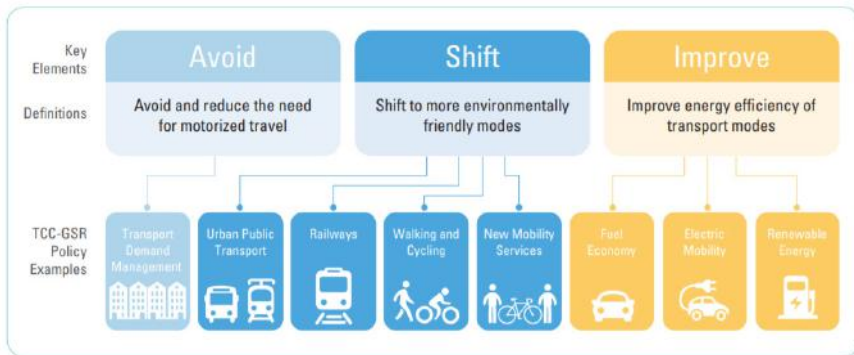 Key
Elements
Avoid
Shift
Improve
Definitions
Avoid and reduce the need
for motorized travel
Shift to more environmentally
friendly modes
Improve energy efficiency of
transport modes
TCC-GSR
Policy
Examples
Transport
Demand
Management
Urban Public
Transport
Railways
Walking and
Cycling
New Mobility
Services
Fuel
Economy
Electric
Mobility
Renewable
Energy